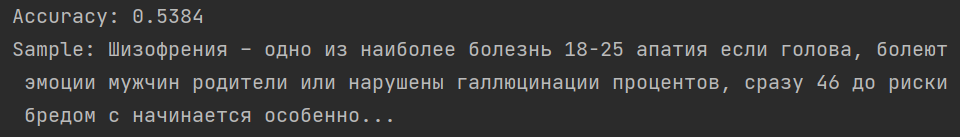 Accuracy: 0.5384
Sample: Шизофрения – одно из наиболее болезнь 18-25 апатия если голова, болеют
эмоции мужчин родители или нарушены галлюцинации процентов, сразу 46 до риски
бредом с начинается особенно...